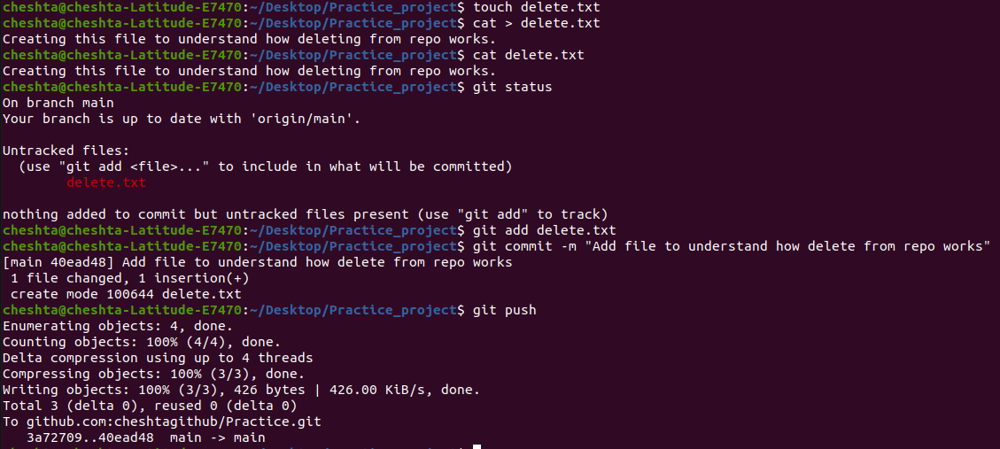 cheshta@cheshta-Latitude-E7470:~/Desktop/Practice_project$ touch delete.txt
cheshta@cheshta-Latitude-E7470:~/Desktop/Practice_project$ cat > delete.txt
Creating this file to understand how deleting from repo works.
cheshta@cheshta-Latitude-E7470:~/Desktop/Practice_project$ cat delete.txt
Creating this file to understand how deleting from repo works.
cheshta@cheshta-Latitude-E7470:~/Desktop/Practice_project$ git status
On branch main
Your branch is up to date with 'origin/main'.
Untracked files:
  (use "git add <file>..." to include in what will be committed)
        delete.txt
nothing added to commit but untracked files present (use "git add" to track)
cheshta@cheshta-Latitude-E7470:~/Desktop/Practice_project$ git add delete.txt
cheshta@cheshta-Latitude-E7470:~/Desktop/Practice_project$ git commit -m "Add file to understand how delete from repo works"
[main 40ead48] Add file to understand how delete from repo works
 1 file changed, 1 insertion(+)
 create mode 100644 delete.txt
cheshta@cheshta-Latitude-E7470:~/Desktop/Practice_project$ git push
Enumerating objects: 4, done.
Counting objects: 100% (4/4), done.
Delta compression using up to 4 threads
Compressing objects: 100% (3/3), done.
Writing objects: 100% (3/3), 426 bytes | 426.00 KiB/s, done.
Total 3 (delta 0), reused 0 (delta 0)
To github.com:cheshtagithub/Practice.git
   3a72709..40ead48  main -> main